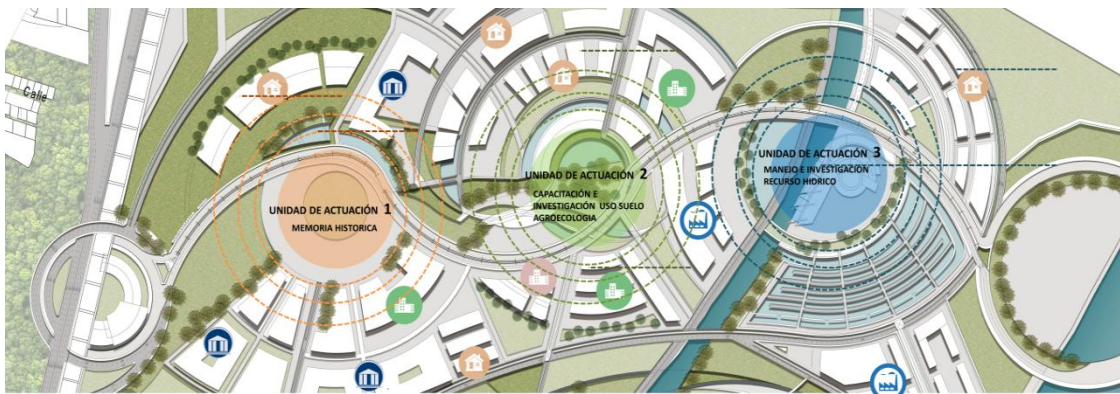 Calle
UNIDAD DE ACTUACIÓN 1
MEMORIA HISTORICA
UNIDAD DE ACTUACIÓN 2
CAPACITACIÓN E
INVESTIGACIÓN USO SUELO
AGROECOLOGIA
UNIDAD DE ACTUACIÓN 3
MANEJO E INVESTIGACION
RECURSO HIDRICO